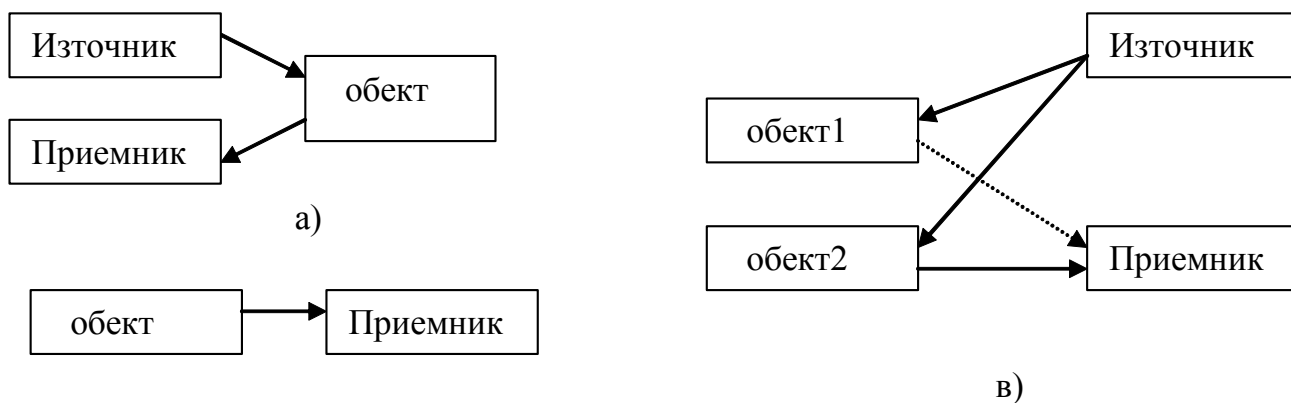 Източник
обект
Приемник
а)
обект
Приемник
Източник
обект1
обект2
Приемник
в)